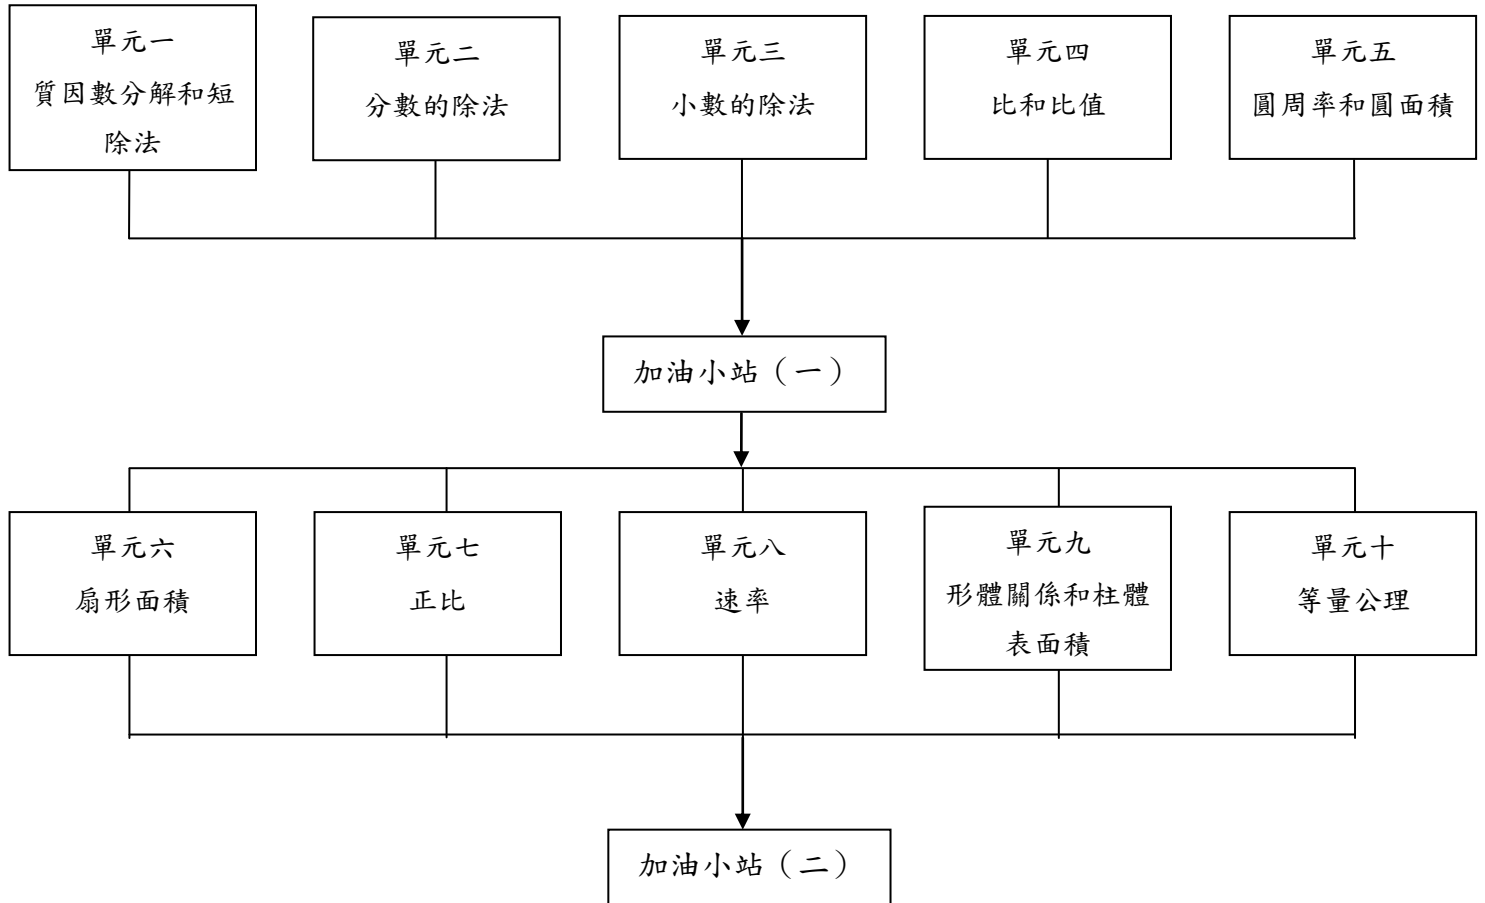 單元一
質因數分解和短
除法
單元二
分數的除法
單元三
小數的除法
單元四
比和比值
單元五
圓周率和圓面積
加油小站（一）
單元六
扇形面積
單元七
正比
單元八
速率
單元九
形體關係和柱體
表面積
單元十
等量公理
加油小站（二）